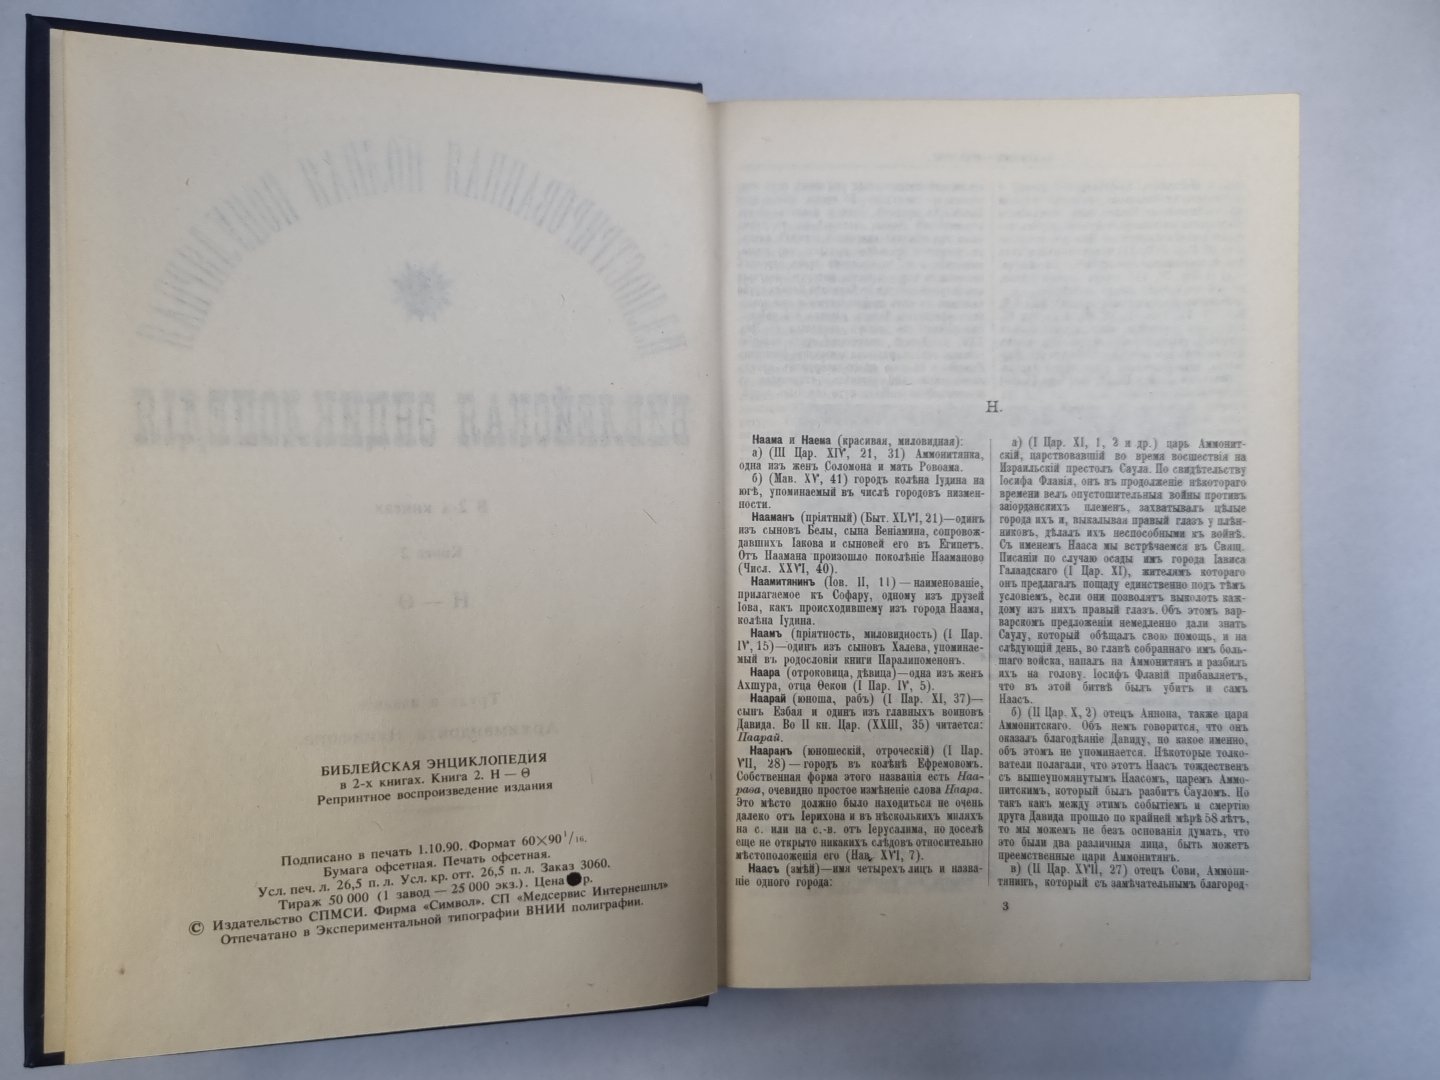 БИБЛЕЙСКАЯ ЭНЦИКЛОПЕДИЯ
в 2-х книгах. Книга 2. Н — Ѳ
Репринтное воспроизведение издания
Подписано в печать 1.10.90. Формат 60×90 1/16.
Бумага офсетная. Печать офсетная.
Усл. печ. л. 26,5 п. л. Усл. кр. отт. 26,5 п. л. Заказ 3060.
Тираж 50 000 (1 завод — 25 000 экз.). Цена р.
© Издательство СПМСИ. Фирма «Символ». СП «Медсервис Интернешнл»
Отпечатано в Экспериментальной типографии ВНИИ полиграфии.
Н.
Наама и Наема (красивая, миловидная):
а) (III Цар. XIV, 21, 31) Аммонитянка,
одна изъ женъ Соломона и мать Ровоама.
б) (Мав. XV, 41) городъ колѣна Іудина на
югѣ, упоминаемый въ числѣ городовъ низмен-
ности.
Нааманъ (пріятный) (Быт. XLVI, 21)—одинъ
изъ сыновъ Белы, сына Веніамина, сопровож-
давшихъ Іакова и сыновей его въ Египетъ.
Отъ Наамана произошло поколѣніе Нааманово
(Числ. XXVI, 40).
Наамитянинъ (Іов. II, 11) — наименованіе,
прилагаемое къ Софару, одному изъ друзей
Іова, какъ происходившему изъ города Наама,
колѣна Іудина.
Наамъ (пріятность, миловидность) (I Пар.
IV, 15)—одинъ изъ сыновъ Халева, упоминае-
мый въ родословіи книги Паралипоменонъ.
Наара (отроковица, дѣвица)—одна изъ женъ
Ахшура, отца Ѳекои (I Пар. IV, 5).
Наарай (юноша, рабъ) (I Пар. XI, 37)—
сынъ Езбая и одинъ изъ главныхъ воиновъ
Давида. Во II кн. Цар. (XXIII, 35) читается:
Паарай.
Нааранъ (юношескій, отроческій) (I Пар.
VII, 28)—городъ въ колѣнѣ Ефремовомъ.
Собственная форма этого названія есть Наа-
раѳа, очевидно простое измѣненіе слова Наара.
Это мѣсто должно было находиться не очень
далеко отъ Іерихона и въ нѣсколькихъ миляхъ
на с. или на с.-в. отъ Іерусалима, но доселѣ
еще не открыто никакихъ слѣдовъ относительно
мѣстоположенія его (Нав. XVI, 7).
Наасъ (змѣй)—имя четырехъ лицъ и назва-
ніе одного города:
а) (I Цар. XI, 1, 2 и др.) царь Аммонит-
скій, царствовавшій во время восшествія на
Израильскій престолъ Саула. По свидѣтельству
Іосифа Флавія, онъ въ продолженіе нѣкотораго
времени велъ опустошительныя войны противъ
заіорданскихъ племенъ, захватывалъ цѣлые
города ихъ и, выкалывая правый глазъ у плѣн-
никовъ, дѣлалъ ихъ неспособными къ войнѣ.
Съ именемъ Нааса мы встрѣчаемся въ Свящ.
Писаніи по случаю осады имъ города Іависа
Галаадскаго (I Цар. XI), жителямъ котораго
онъ предлагалъ пощаду единственно подъ тѣмъ
условіемъ, если они позволятъ выколоть каж-
дому изъ нихъ правый глазъ. Объ этомъ вар-
варскомъ предложеніи немедленно дали знать
Саулу, который обѣщалъ свою помощь, и на
слѣдующій день, во главѣ собраннаго имъ боль-
шаго войска, напалъ на Аммонитянъ и разбилъ
ихъ на голову. Іосифъ Флавій прибавляетъ,
что въ этой битвѣ былъ убитъ и самъ
Наасъ.
б) (II Цар. X, 2) отецъ Аннона, также царя
Аммонитскаго. Объ немъ говорится, что онъ
оказалъ благодѣяніе Давиду, но какое именно,
объ этомъ не упоминается. Нѣкоторые толко-
ватели полагали, что этотъ Наасъ тождественъ
съ вышеупомянутымъ Наасомъ, царемъ Аммо-
нитскимъ, который былъ разбитъ Сауломъ. Но
такъ какъ между этимъ событіемъ и смертію
друга Давида прошло по крайней мѣрѣ 58 лѣтъ,
то мы можемъ не безъ основанія думать, что
это были два различныя лица, быть можетъ
преемственные цари Аммонитянъ.
в) (II Цар. XVII, 27) отецъ Сови, Аммони-
тянинъ, который съ замѣчательнымъ благород-
3